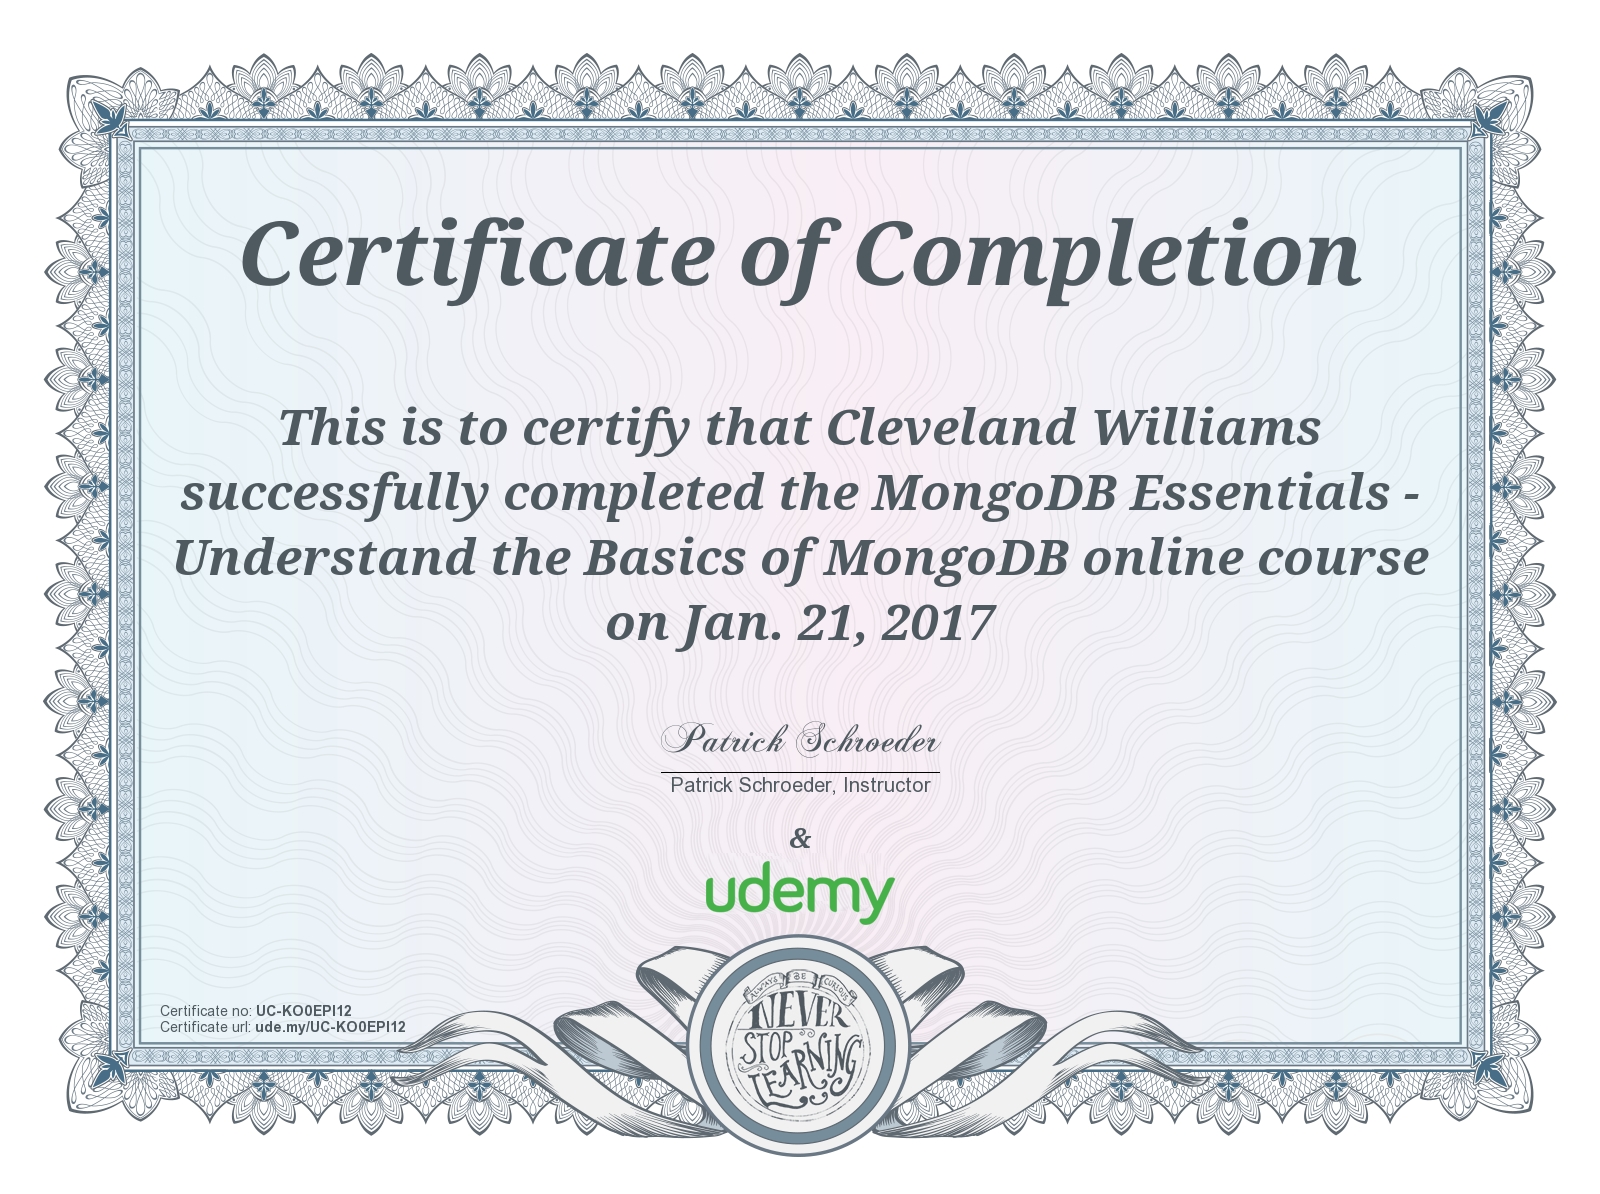 Certificate of Completion
This is to certify that Cleveland Williams
successfully completed the MongoDB Essentials -
Understand the Basics of MongoDB online course
on Jan. 21, 2017
Patrick Schroeder
Patrick Schroeder, Instructor
&
udemy
Certificate no: UC-KO0EPI12
Certificate url: ude.my/UC-KO0EPI12
ALWAYS BE CURIOUS
NEVER
STOP
LEARNING